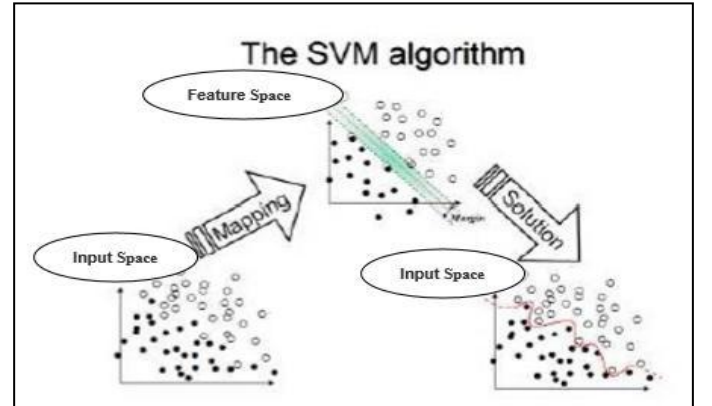 The SVM algorithm
Feature Space
Margin
Mapping
Solution
Input Space
Input Space